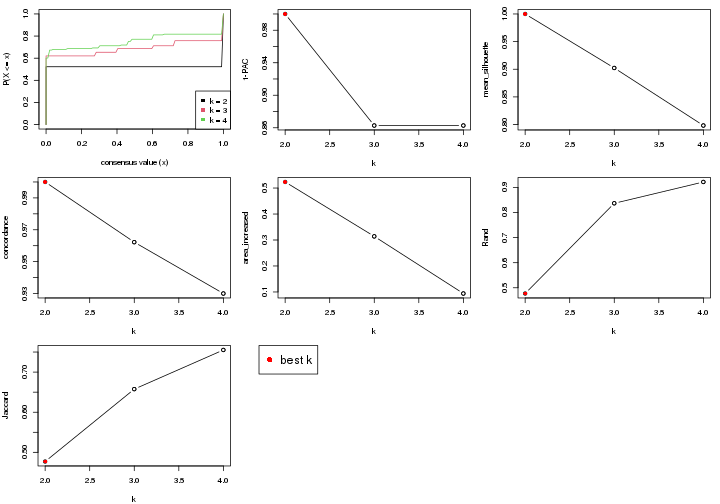 P(X <= x)
0.0 0.2 0.4 0.6 0.8 1.0
k = 2
k = 3
k = 4
0.0 0.2 0.4 0.6 0.8 1.0
consensus value (x)
1-PAC
0.86 0.90 0.94 0.98
2.0 2.5 3.0 3.5 4.0
k
mean_silhouette
0.80 0.85 0.90 0.95 1.00
2.0 2.5 3.0 3.5 4.0
k
concordance
0.93 0.95 0.97 0.99
2.0 2.5 3.0 3.5 4.0
k
area_increased
0.1 0.2 0.3 0.4 0.5
2.0 2.5 3.0 3.5 4.0
k
Rand
0.5 0.6 0.7 0.8 0.9
2.0 2.5 3.0 3.5 4.0
k
Jaccard
0.50 0.60 0.70
2.0 2.5 3.0 3.5 4.0
k
best k